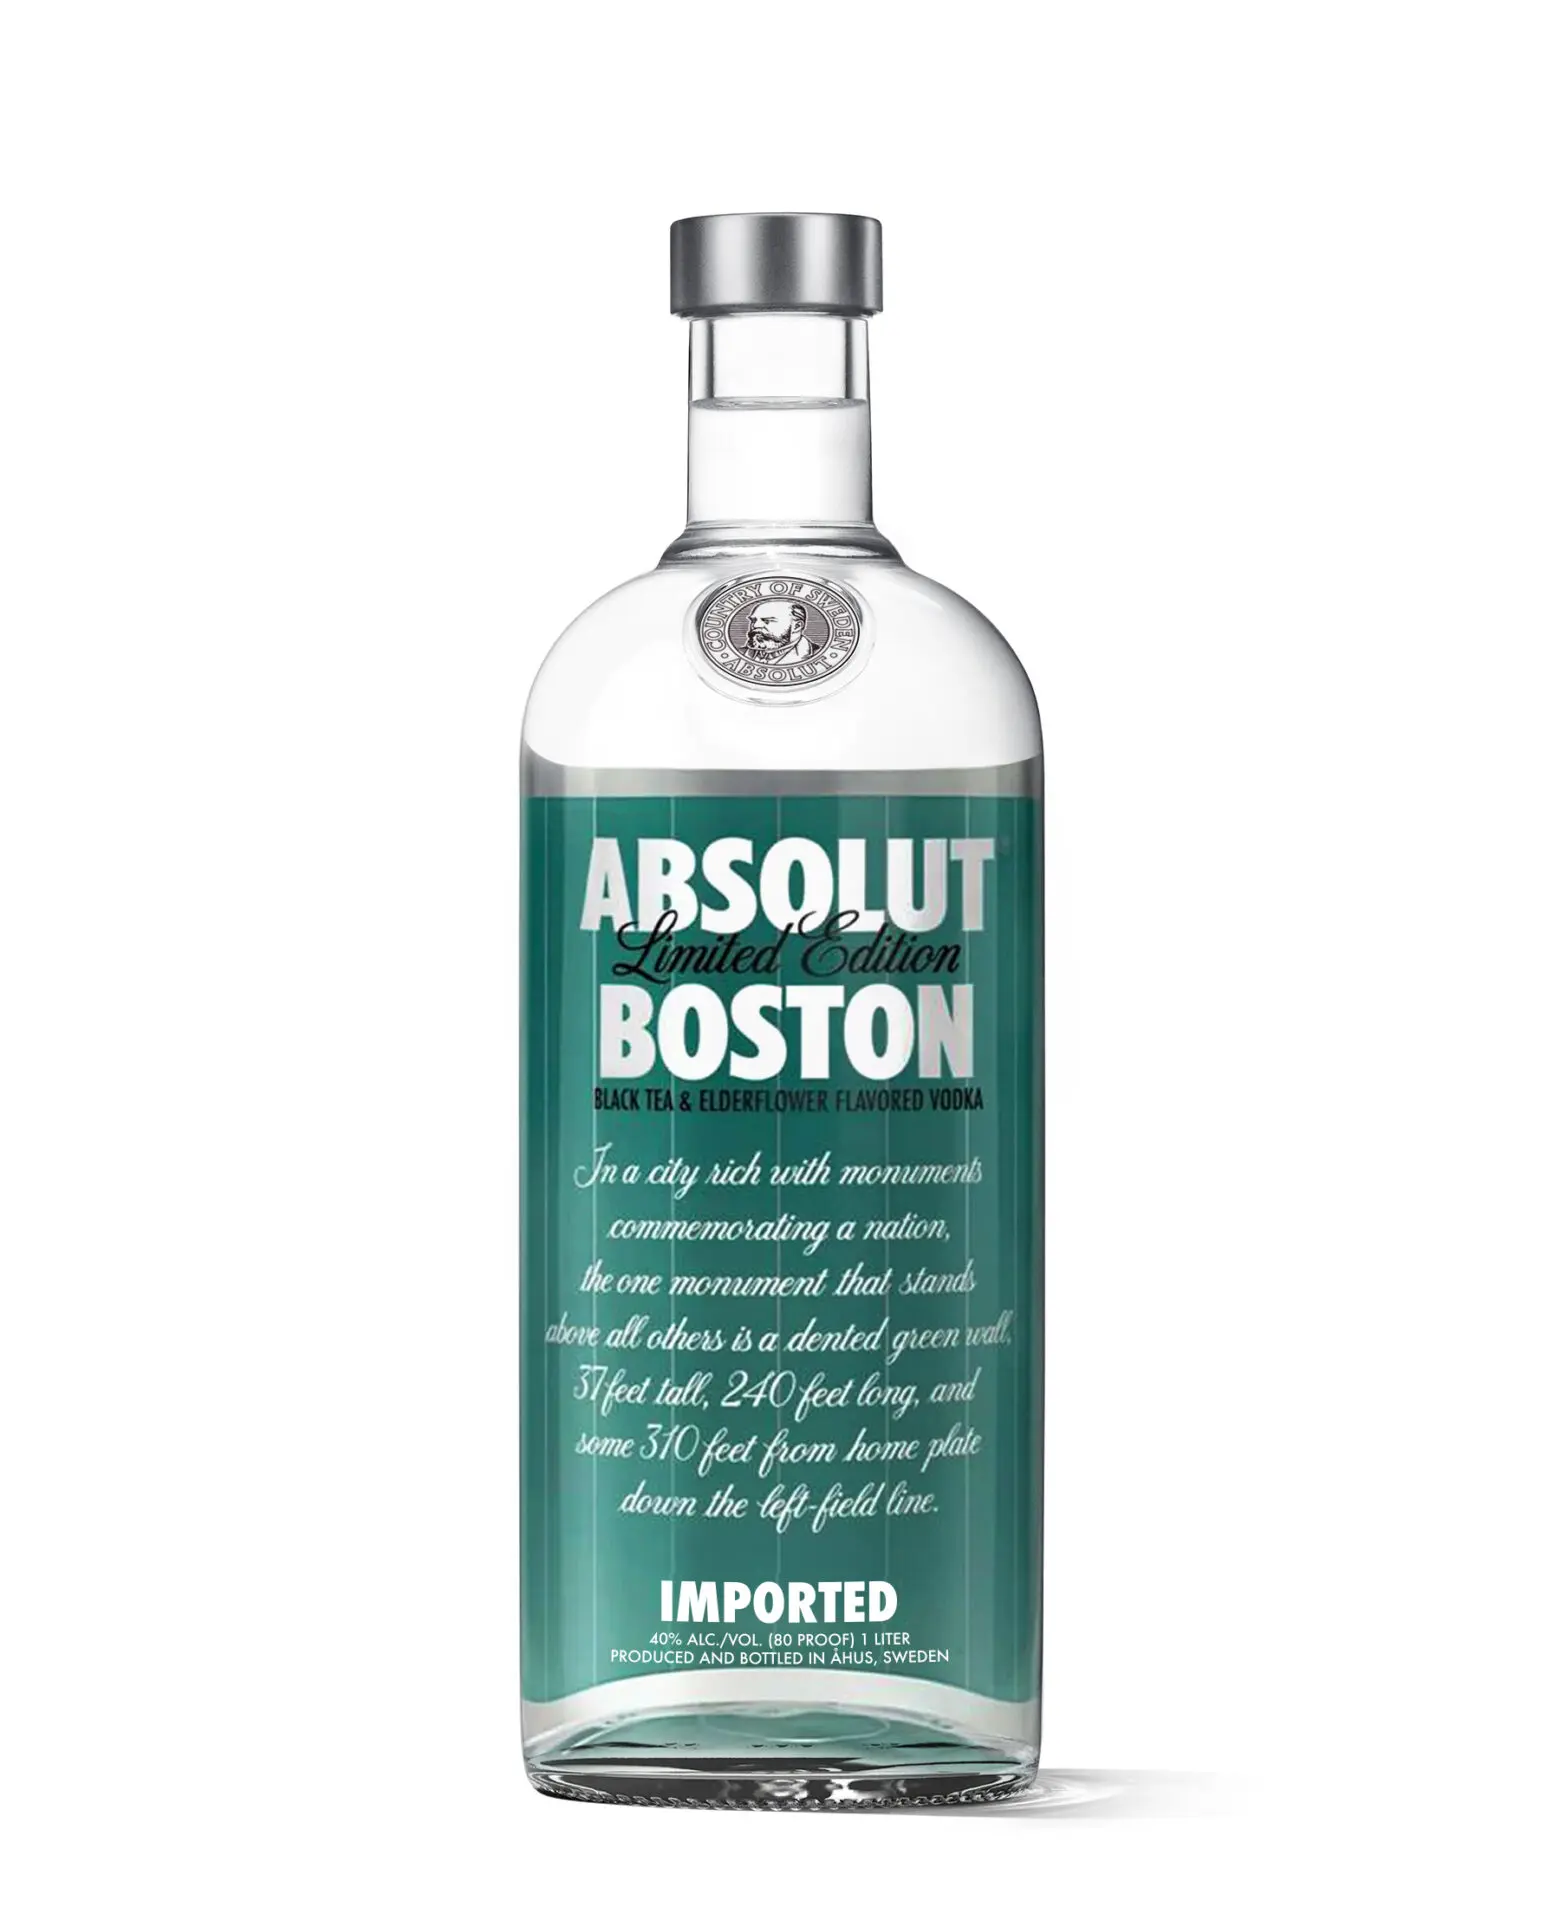 COUNTRY OF SWEDEN
ABSOLUT
ABSOLUT
Limited Edition
BOSTON
BLACK TEA & ELDERFLOWER FLAVORED VODKA
In a city rich with monuments
commemorating a nation,
the one monument that stands
above all others is a dented green wall,
37 feet tall, 240 feet long, and
some 310 feet from home plate
down the left-field line.
IMPORTED
40% ALC./VOL. (80 PROOF) 1 LITER
PRODUCED AND BOTTLED IN ÅHUS, SWEDEN